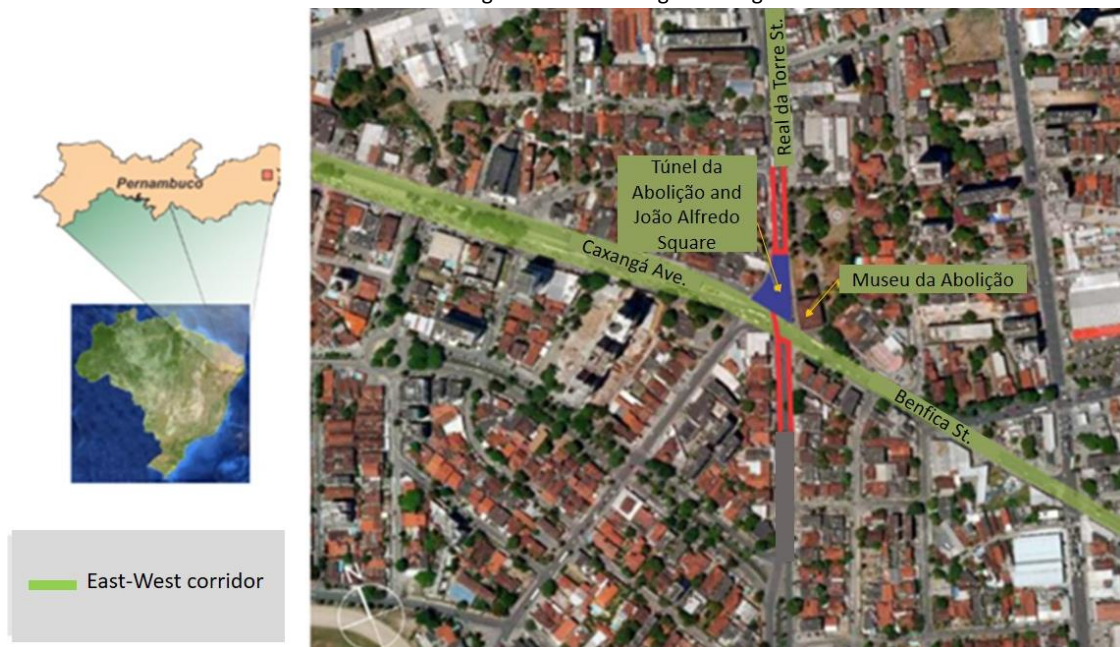 Pernambuco
East-West corridor
Real da Torre St.
Túnel da
Abolição and
João Alfredo
Square
Caxangá Ave.
Museu da Abolição
Benfica St.
N